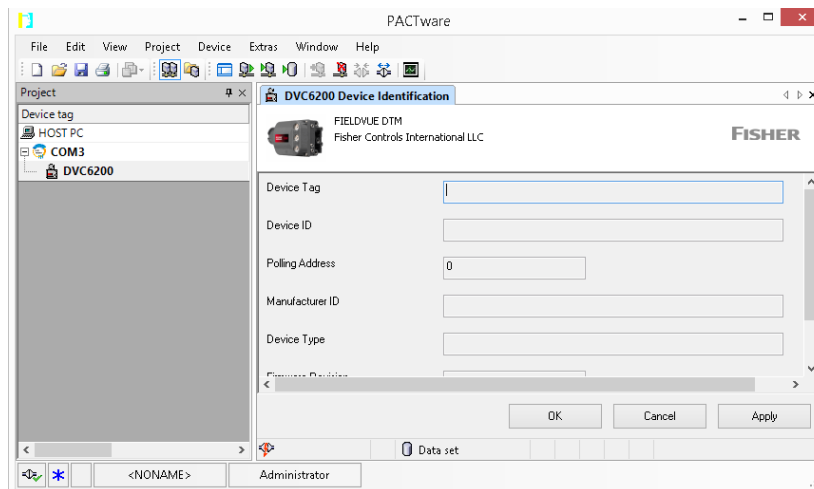 PACTware
File Edit View Project Device Extras Window Help
Project
DVC6200 Device Identification
Device tag
HOST PC
COM3
DVC6200
FIELDVUE DTM
Fisher Controls International LLC
FISHER
Device Tag
Device ID
Polling Address 0
Manufacturer ID
Device Type
Firmware Revision
OK Cancel Apply
Data set
<NONAME> Administrator